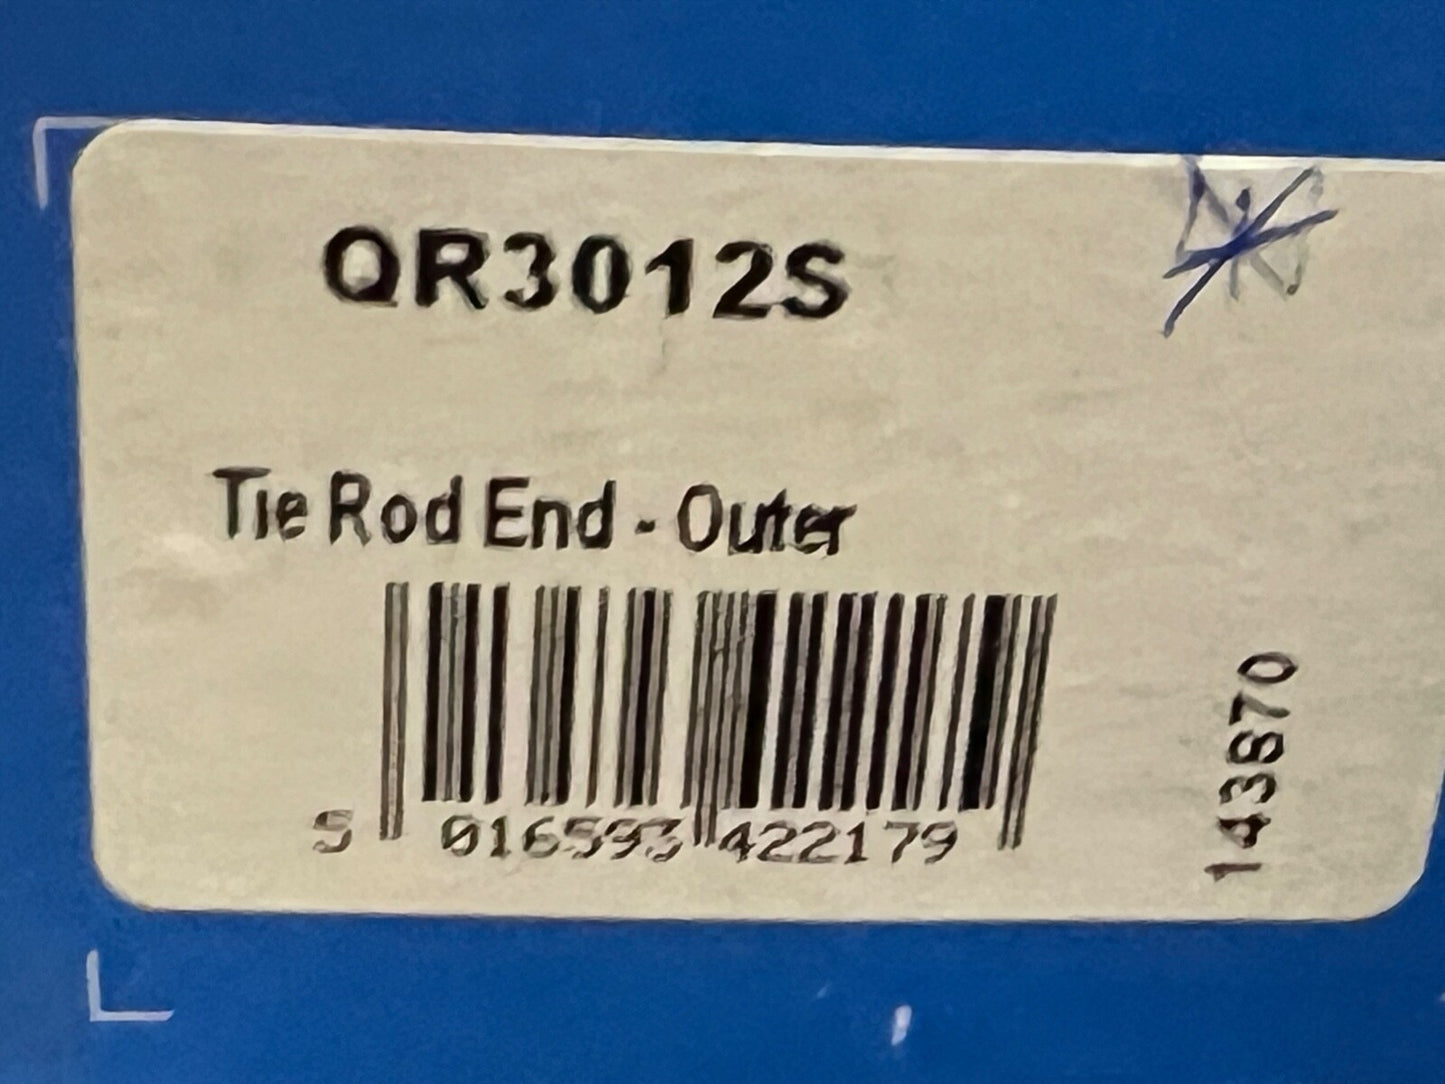 QR3012S
Tie Rod End - Outer
5 016593 422179
143870